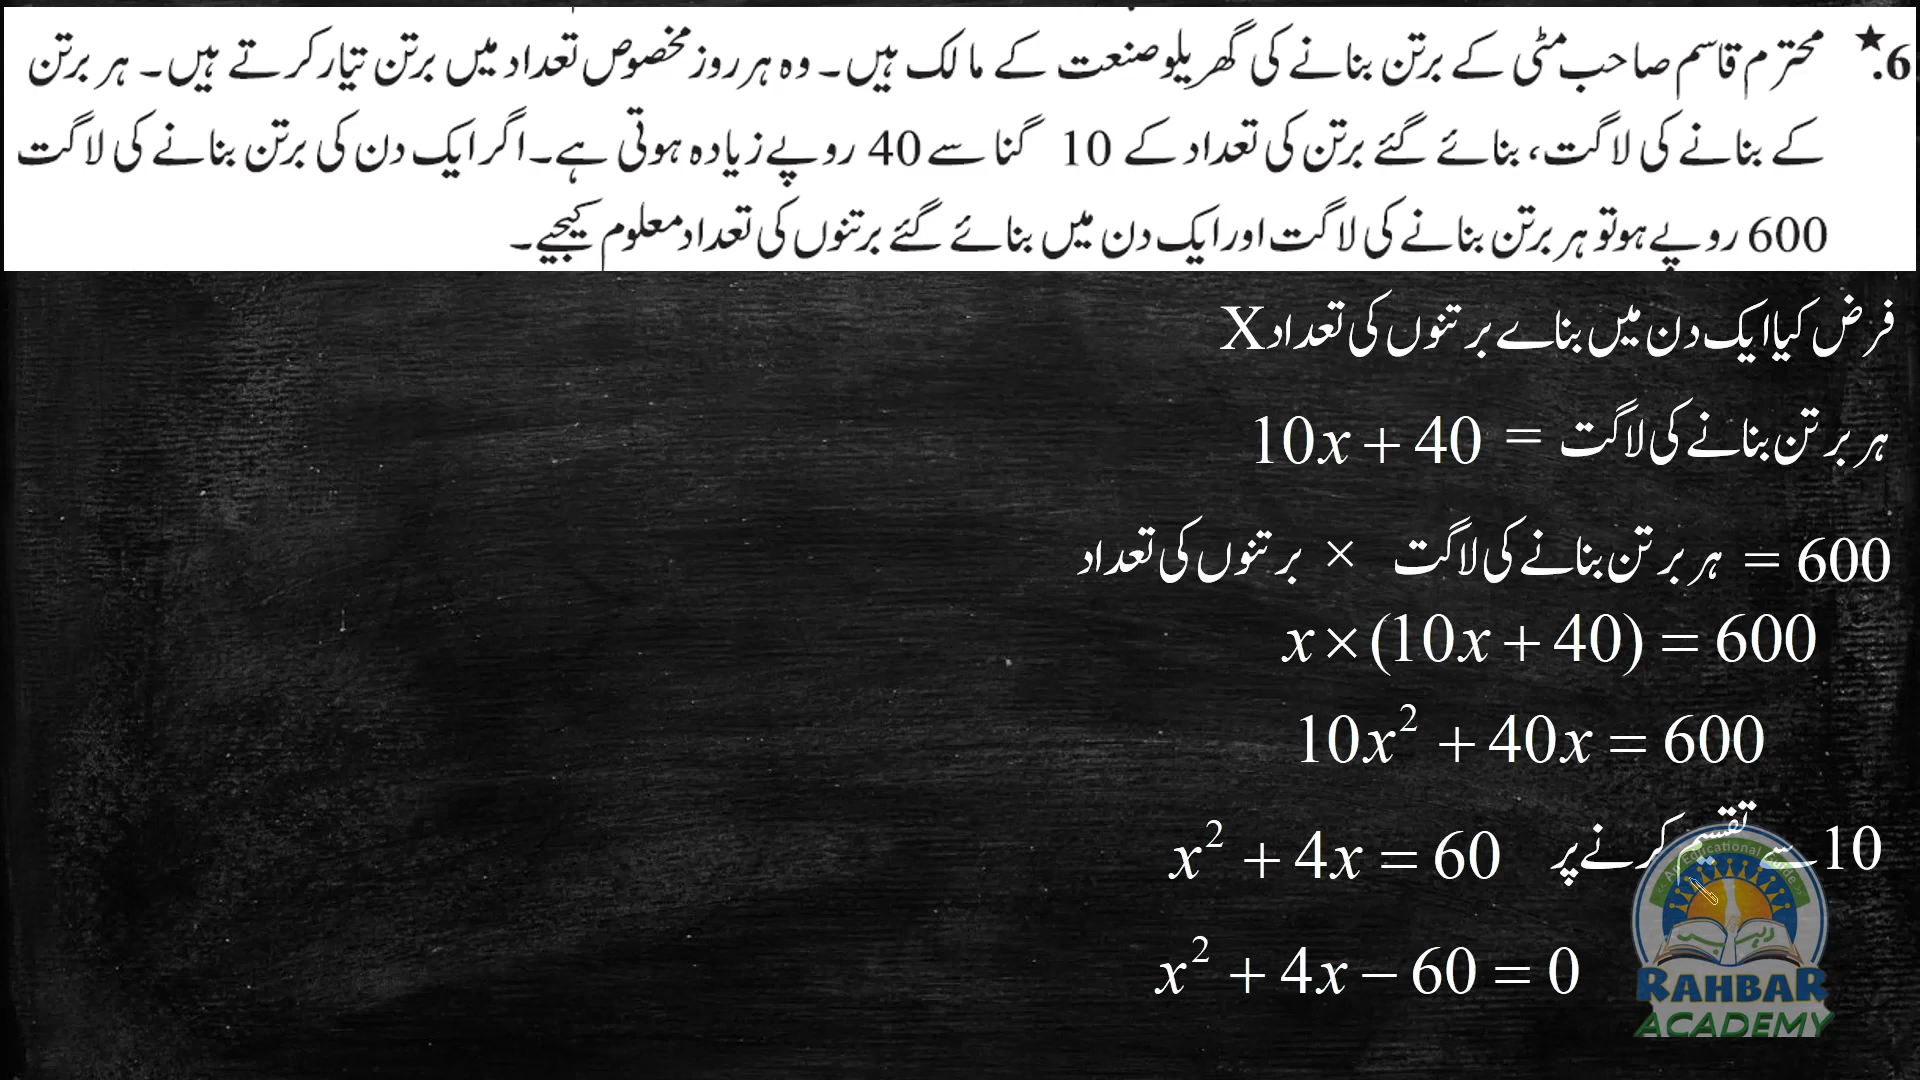 6.★ محترم قاسم صاحب مٹی کے برتن بنانے کی گھریلو صنعت کے مالک ہیں۔ وہ ہر روز مخصوص تعداد میں برتن تیار کرتے ہیں۔ ہر برتن
کے بنانے کی لاگت، بنائے گئے برتن کی تعداد کے 10 گنا سے 40 روپے زیادہ ہوتی ہے۔ اگر ایک دن کی برتن بنانے کی لاگت
600 روپے ہو تو ہر برتن بنانے کی لاگت اور ایک دن میں بنائے گئے برتنوں کی تعداد معلوم کیجیے۔
فرض کیا ایک دن میں بناے برتنوں کی تعداد X
ہر برتن بنانے کی لاگت = 10x + 40
600 = ہر برتن بنانے کی لاگت × برتنوں کی تعداد
x × (10x + 40) = 600
10x² + 40x = 600
10 سے تقسیم کرنے پر x² + 4x = 60
x² + 4x − 60 = 0
An Educational Guide
رہبر
RAHBAR
ACADEMY